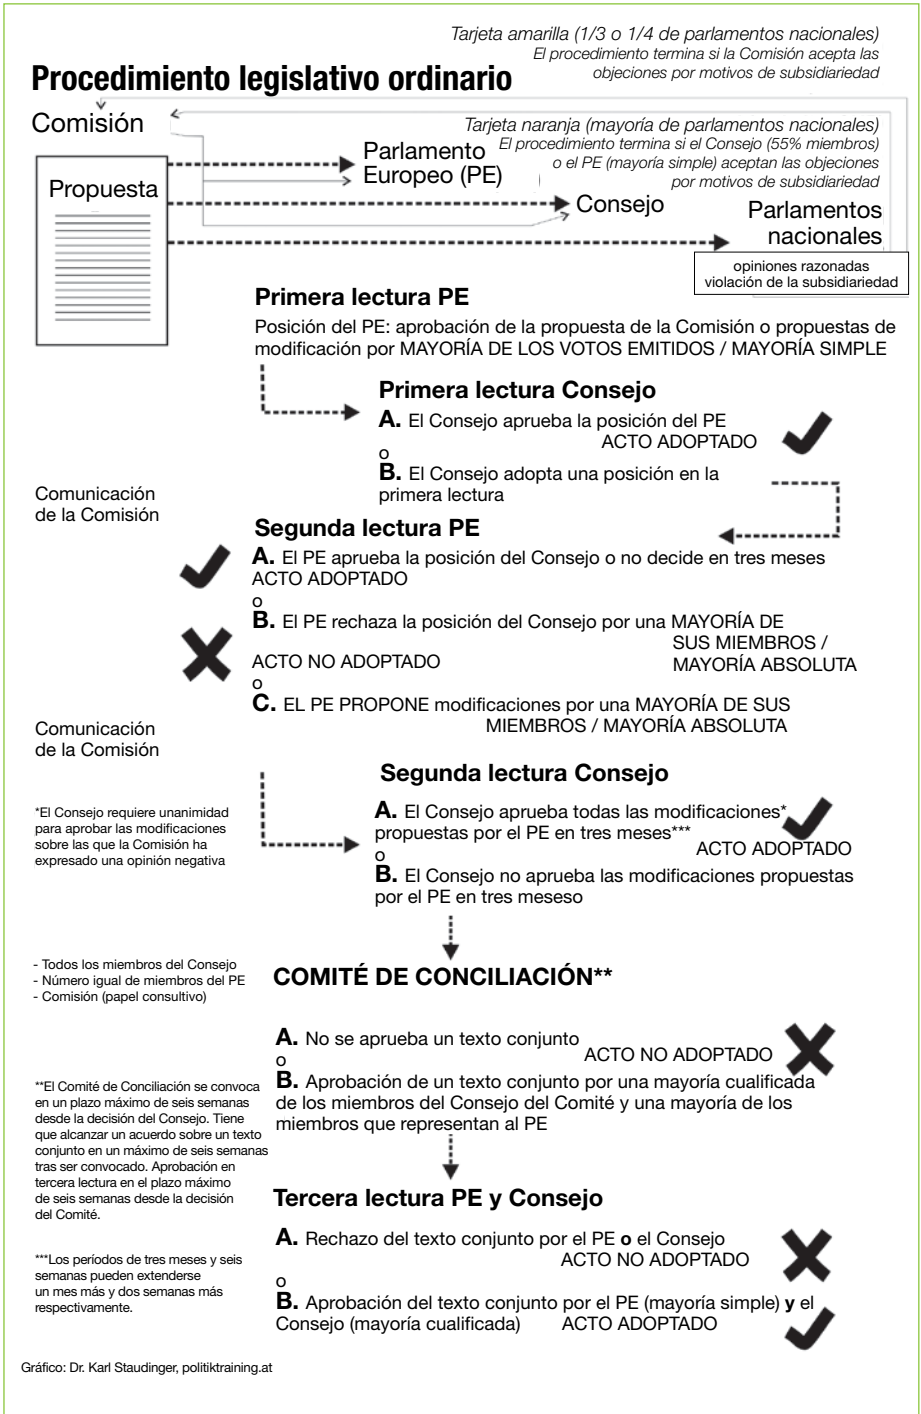 Tarjeta amarilla (1/3 o 1/4 de parlamentos nacionales)
El procedimiento termina si la Comisión acepta las
objeciones por motivos de subsidiariedad
Procedimiento legislativo ordinario
Comisión
Tarjeta naranja (mayoría de parlamentos nacionales)
El procedimiento termina si el Consejo (55% miembros)
o el PE (mayoría simple) aceptan las objeciones
por motivos de subsidiariedad
Parlamento
Europeo (PE)
Propuesta
Consejo
Parlamentos
nacionales
opiniones razonadas
violación de la subsidiariedad
Primera lectura PE
Posición del PE: aprobación de la propuesta de la Comisión o propuestas de
modificación por MAYORÍA DE LOS VOTOS EMITIDOS / MAYORÍA SIMPLE
Primera lectura Consejo
A. El Consejo aprueba la posición del PE
ACTO ADOPTADO
o
B. El Consejo adopta una posición en la
primera lectura
Comunicación
de la Comisión
Segunda lectura PE
A. El PE aprueba la posición del Consejo o no decide en tres meses
ACTO ADOPTADO
o
B. El PE rechaza la posición del Consejo por una MAYORÍA DE
SUS MIEMBROS /
MAYORÍA ABSOLUTA
ACTO NO ADOPTADO
o
C. EL PE PROPONE modificaciones por una MAYORÍA DE SUS
MIEMBROS / MAYORÍA ABSOLUTA
Comunicación
de la Comisión
Segunda lectura Consejo
*El Consejo requiere unanimidad
para aprobar las modificaciones
sobre las que la Comisión ha
expresado una opinión negativa
A. El Consejo aprueba todas las modificaciones*
propuestas por el PE en tres meses***
ACTO ADOPTADO
o
B. El Consejo no aprueba las modificaciones propuestas
por el PE en tres meseso
- Todos los miembros del Consejo
- Número igual de miembros del PE
- Comisión (papel consultivo)
COMITÉ DE CONCILIACIÓN**
A. No se aprueba un texto conjunto
ACTO NO ADOPTADO
o
B. Aprobación de un texto conjunto por una mayoría cualificada
de los miembros del Consejo del Comité y una mayoría de los
miembros que representan al PE
**El Comité de Conciliación se convoca
en un plazo máximo de seis semanas
desde la decisión del Consejo. Tiene
que alcanzar un acuerdo sobre un texto
conjunto en un máximo de seis semanas
tras ser convocado. Aprobación en
tercera lectura en el plazo máximo
de seis semanas desde la decisión
del Comité.
Tercera lectura PE y Consejo
A. Rechazo del texto conjunto por el PE o el Consejo
ACTO NO ADOPTADO
o
B. Aprobación del texto conjunto por el PE (mayoría simple) y el
Consejo (mayoría cualificada) ACTO ADOPTADO
***Los períodos de tres meses y seis
semanas pueden extenderse
un mes más y dos semanas más
respectivamente.
Gráfico: Dr. Karl Staudinger, politiktraining.at